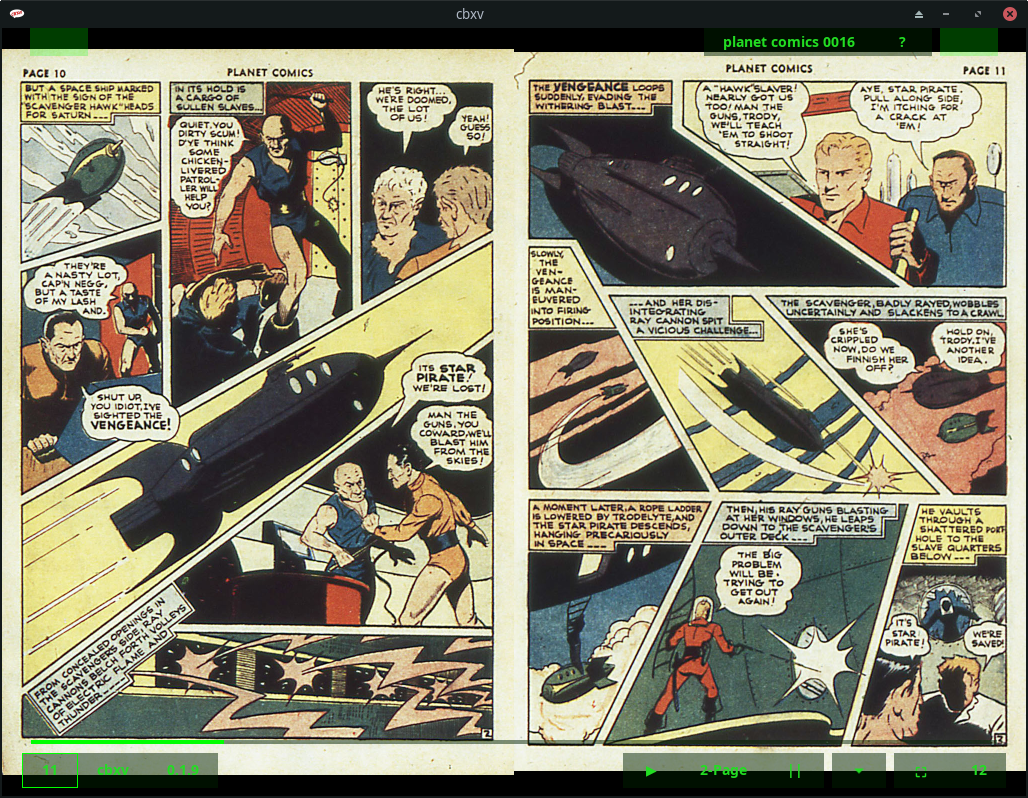 cbxv
planet comics 0016
?
PAGE 10
PLANET COMICS
BUT A SPACE SHIP MARKED
WITH THE SIGN OF THE
"SCAVENGER HAWK" HEADS
FOR SATURN ---
IN ITS HOLD IS
A CARGO OF
SULLEN SLAVES...
QUIET, YOU
DIRTY SCUM!
D'YE THINK
SOME
CHICKEN-
LIVERED
PATROL-
LER WILL
HELP
YOU?
HE'S RIGHT...
WE'RE DOOMED,
THE LOT
OF US!
YEAH!
GUESS
SO!
THEY'RE
A NASTY LOT,
CAP'N NEGG,
BUT A TASTE
OF MY LASH
AND.
SHUT UP,
YOU IDIOT, I'VE
SIGHTED THE
VENGEANCE!
ITS STAR
PIRATE!
WE'RE LOST!
MAN THE
GUNS, YOU
COWARD, WE'LL
BLAST HIM
FROM THE
SKIES!
FROM CONCEALED OPENINGS IN
THE SCAVENGERS SIDE, RAY
CANNONS BELCH FORTH VOLLEYS
OF ELECTRIC FLAME AND
THUNDER ----
2
PLANET COMICS
PAGE 11
THE VENGEANCE LOOPS
SUDDENLY, EVADING THE
WITHERING BLAST...
A "HAWK" SLAVER!
NEARLY GOT US
TOO! MAN THE
GUNS, TRODY,
WE'LL TEACH
'EM TO SHOOT
STRAIGHT!
AYE, STAR PIRATE.
PULL ALONG SIDE,
I'M ITCHING FOR
A CRACK AT
'EM!
SLOWLY,
THE
VEN-
GEANCE
IS MAN-
EUVERED
INTO FIRING
POSITION---
---AND HER DIS-
INTEGRATING
RAY CANNON SPIT
A VICIOUS CHALLENGE...
THE SCAVENGER, BADLY RAYED, WOBBLES
UNCERTAINLY AND SLACKENS TO A CRAWL.
SHE'S
CRIPPLED
NOW, DO WE
FINNISH HER
OFF?
HOLD ON,
TRODY, I'VE
ANOTHER
IDEA.
A MOMENT LATER, A ROPE LADDER
IS LOWERED BY TRODELYTE, AND
THE STAR PIRATE DESCENDS,
HANGING PRECARIOUSLY
IN SPACE ---
THEN, HIS RAY GUNS BLASTING
AT HER WINDOWS, HE LEAPS
DOWN TO THE SCAVENGER'S
OUTER DECK ---
THE BIG
PROBLEM
WILL BE,
TRYING TO
GET OUT
AGAIN!
HE VAULTS
THROUGH A
SHATTERED PORT
HOLE TO THE
SLAVE QUARTERS
BELOW ---
IT'S
STAR
PIRATE!
WE'RE
SAVED!
2
11
cbxv
0.1.9
2-Page
12